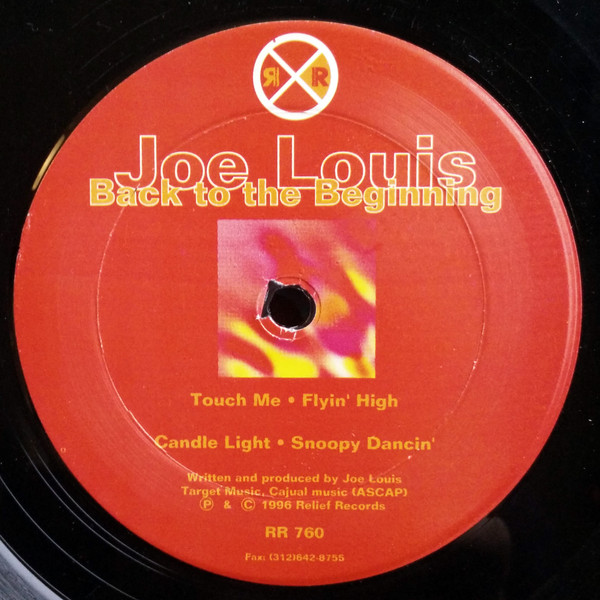 ЯR
Joe Louis
Back to the Beginning
Touch Me • Flyin' High
Candle Light • Snoopy Dancin'
Written and produced by Joe Louis
Target Music, Cajual music (ASCAP)
Ⓟ & © 1996 Relief Records
RR 760
Fax: (312)642-8755